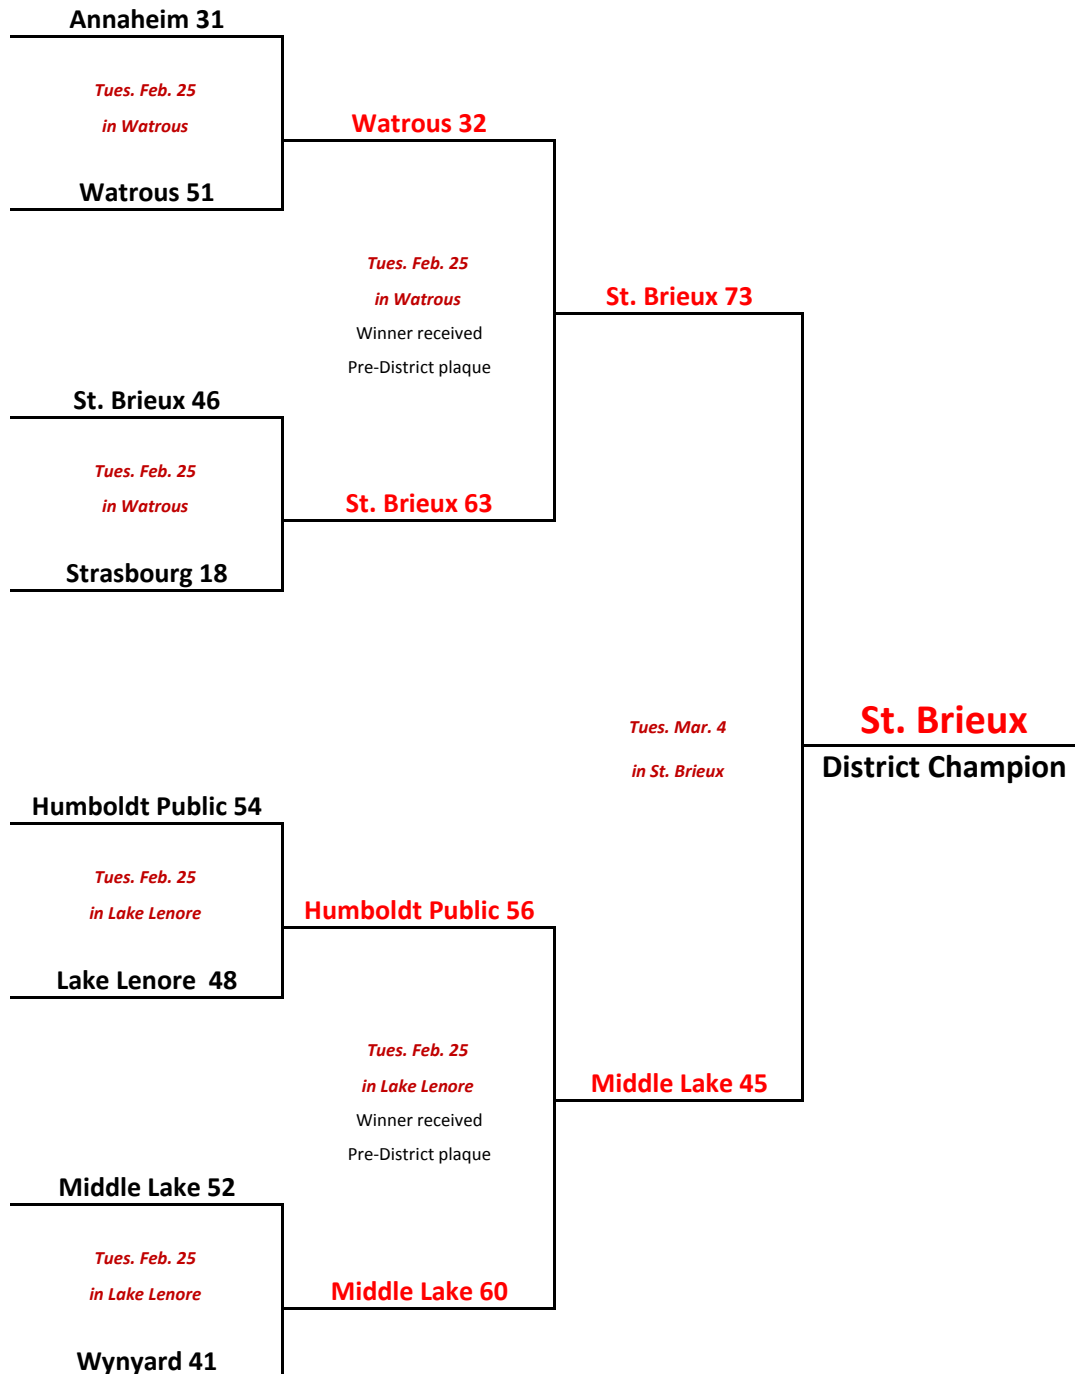 Annaheim 31
Tues. Feb. 25
in Watrous
Watrous 32
Watrous 51
Tues. Feb. 25
in Watrous
Winner received
Pre-District plaque
St. Brieux 73
St. Brieux 46
Tues. Feb. 25
in Watrous
St. Brieux 63
Strasbourg 18
Tues. Mar. 4
in St. Brieux
St. Brieux
District Champion
Humboldt Public 54
Tues. Feb. 25
in Lake Lenore
Humboldt Public 56
Lake Lenore  48
Tues. Feb. 25
in Lake Lenore
Winner received
Pre-District plaque
Middle Lake 45
Middle Lake 52
Tues. Feb. 25
in Lake Lenore
Middle Lake 60
Wynyard 41